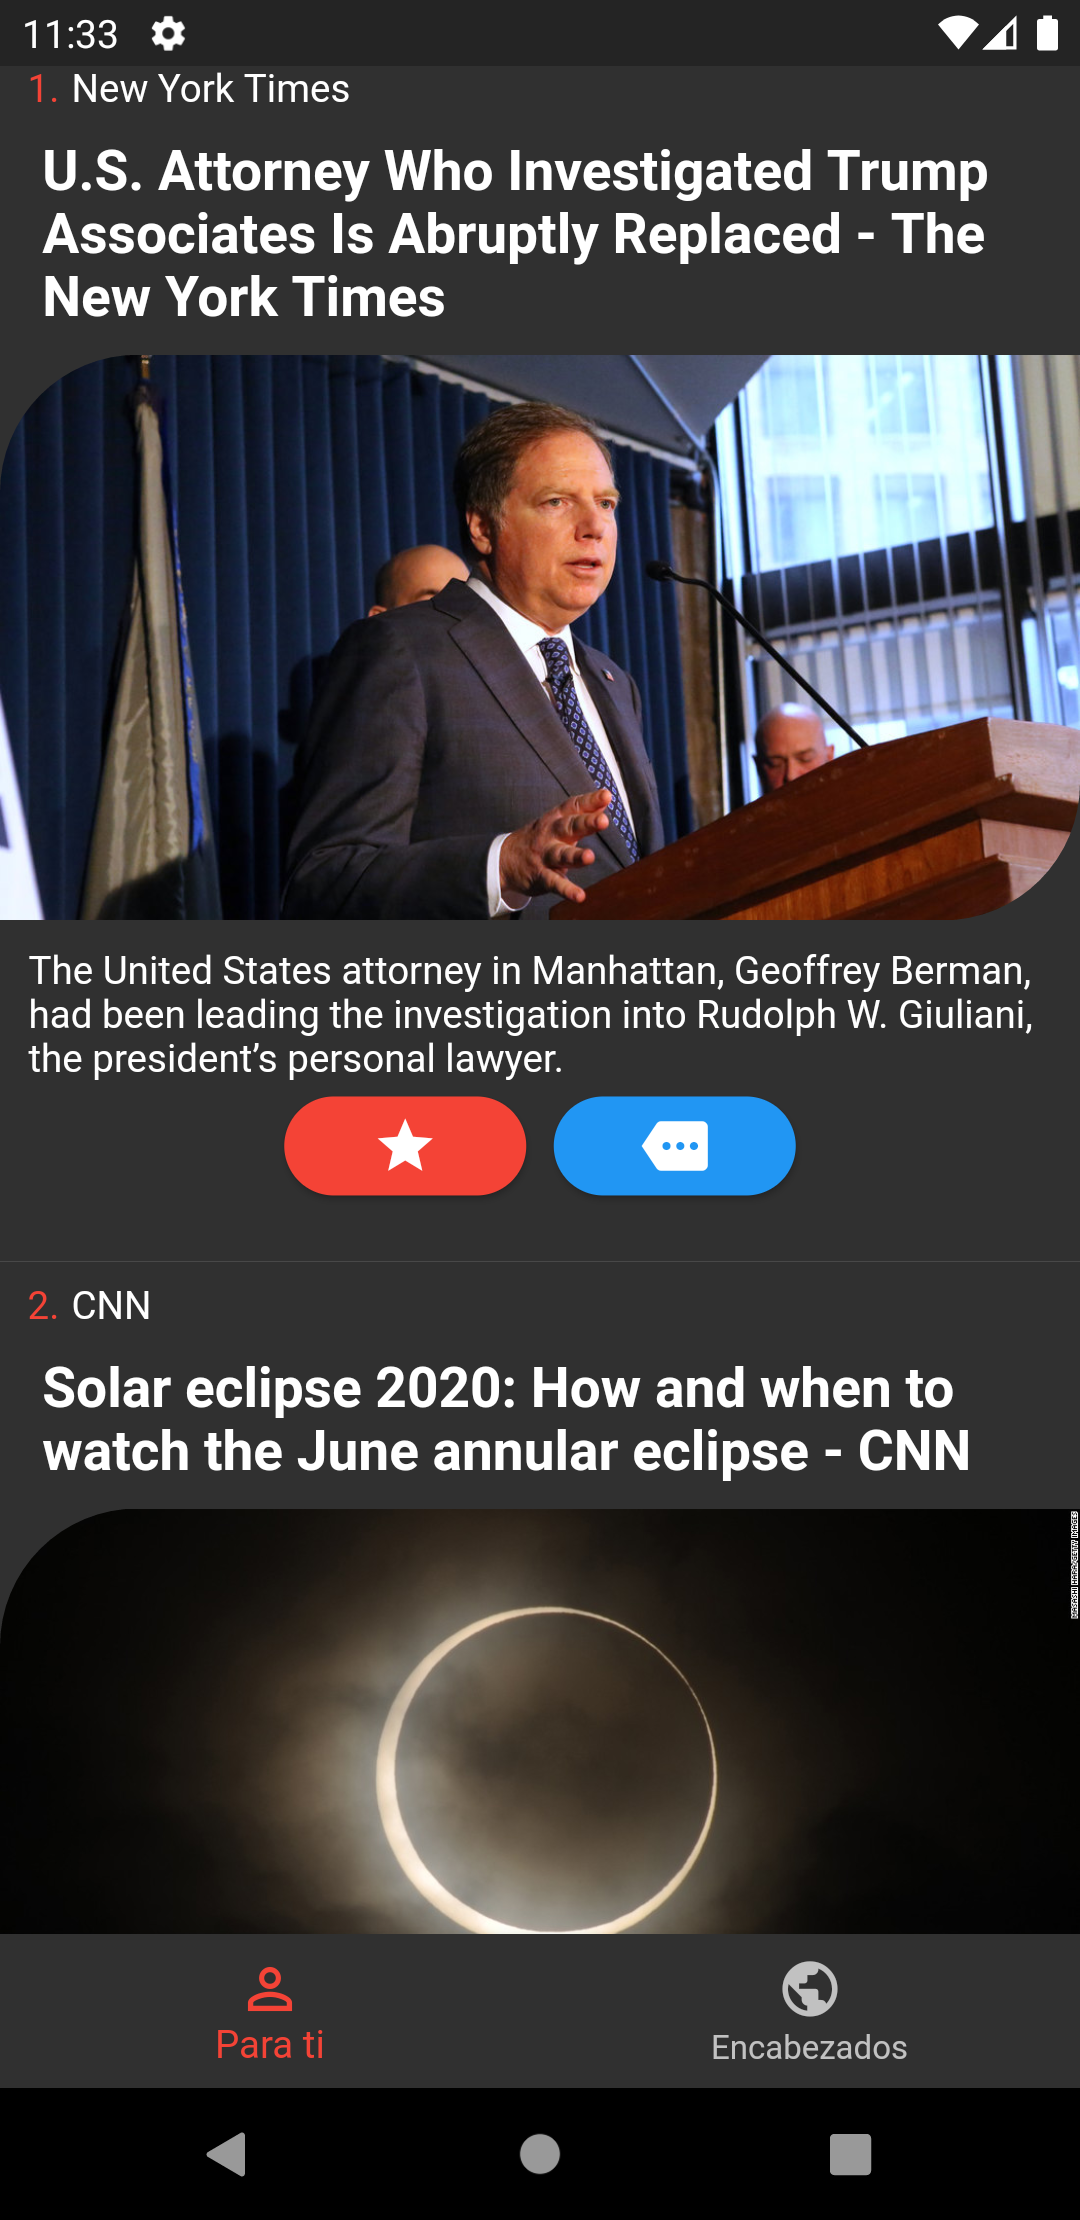 11:33
1. New York Times
U.S. Attorney Who Investigated Trump
Associates Is Abruptly Replaced - The
New York Times
The United States attorney in Manhattan, Geoffrey Berman,
had been leading the investigation into Rudolph W. Giuliani,
the president’s personal lawyer.
2. CNN
Solar eclipse 2020: How and when to
watch the June annular eclipse - CNN
Para ti
Encabezados